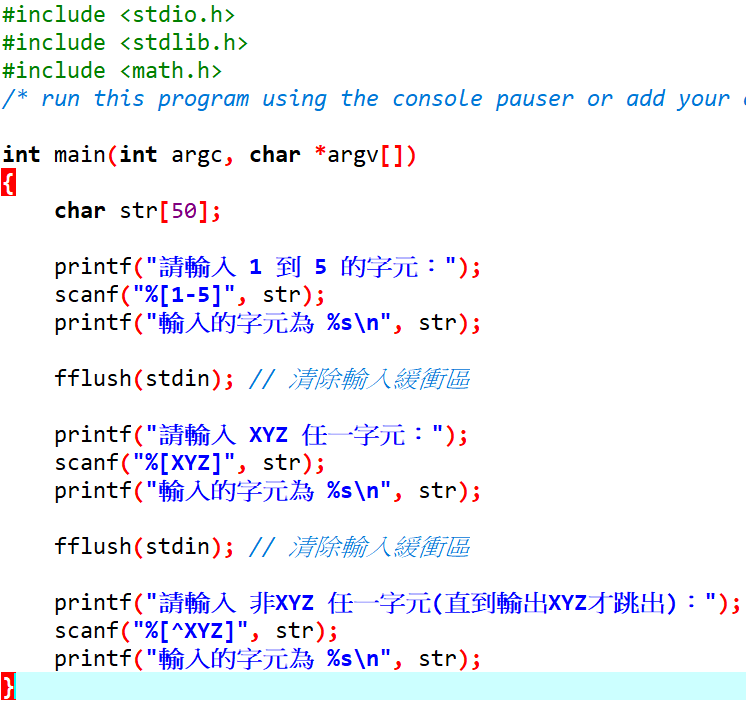 #include <stdio.h>
#include <stdlib.h>
#include <math.h>
/* run this program using the console pauser or add your
int main(int argc, char *argv[])
{
char str[50];
printf("請輸入 1 到 5 的字元：");
scanf("%[1-5]", str);
printf("輸入的字元為 %s\n", str);
fflush(stdin); // 清除輸入緩衝區
printf("請輸入 XYZ 任一字元：");
scanf("%[XYZ]", str);
printf("輸入的字元為 %s\n", str);
fflush(stdin); // 清除輸入緩衝區
printf("請輸入 非XYZ 任一字元(直到輸出XYZ才跳出)：");
scanf("%[^XYZ]", str);
printf("輸入的字元為 %s\n", str);
}